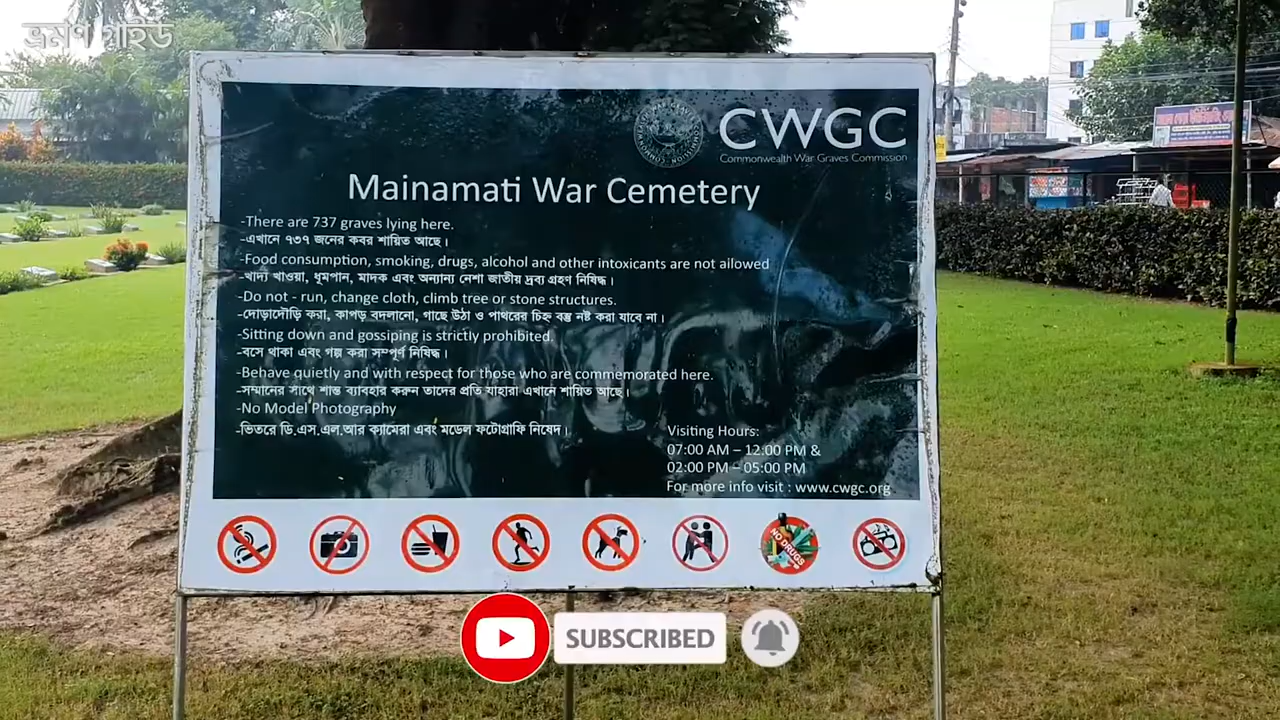 ভ্রমণ গাইড
CWGC
Commonwealth War Graves Commission
Mainamati War Cemetery
-There are 737 graves lying here.
-এখানে ৭৩৭ জনের কবর শায়িত আছে।
-Food consumption, smoking, drugs, alcohol and other intoxicants are not allowed
-খাদ্য খাওয়া, ধূমপান, মাদক এবং অন্যান্য নেশা জাতীয় দ্রব্য গ্রহণ নিষিদ্ধ।
-Do not - run, change cloth, climb tree or stone structures.
-দৌড়াদৌড়ি করা, কাপড় বদলানো, গাছে উঠা ও পাথরের চিহ্ন বস্তু নষ্ট করা যাবে না।
-Sitting down and gossiping is strictly prohibited.
-বসে থাকা এবং গল্প করা সম্পূর্ণ নিষিদ্ধ।
-Behave quietly and with respect for those who are commemorated here.
-সম্মানের সাথে শান্ত ব্যাবহার করুন তাদের প্রতি যাহারা এখানে শায়িত আছে।
-No Model Photography
-ভিতরে ডি.এস.এল.আর ক্যামেরা এবং মডেল ফটোগ্রাফি নিষেদ।
Visiting Hours:
07:00 AM – 12:00 PM &
02:00 PM – 05:00 PM
For more info visit : www.cwgc.org
NO DRUGS
SUBSCRIBED